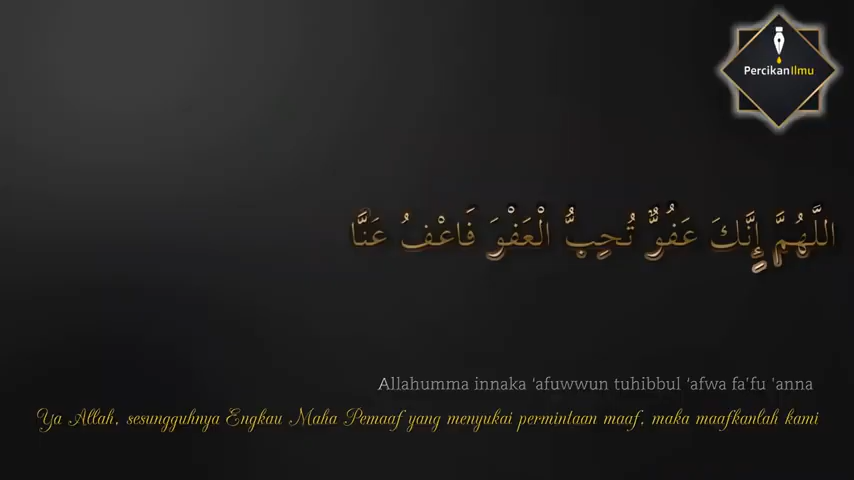 PercikanIlmu
اللَّهُمَّ إِنَّكَ عَفُوٌّ تُحِبُّ الْعَفْوَ فَاعْفُ عَنَّا
Allahumma innaka 'afuwwun tuhibbul 'afwa fa'fu 'anna
Ya Allah, sesungguhnya Engkau Maha Pemaaf yang menyukai permintaan maaf, maka maafkanlah kami